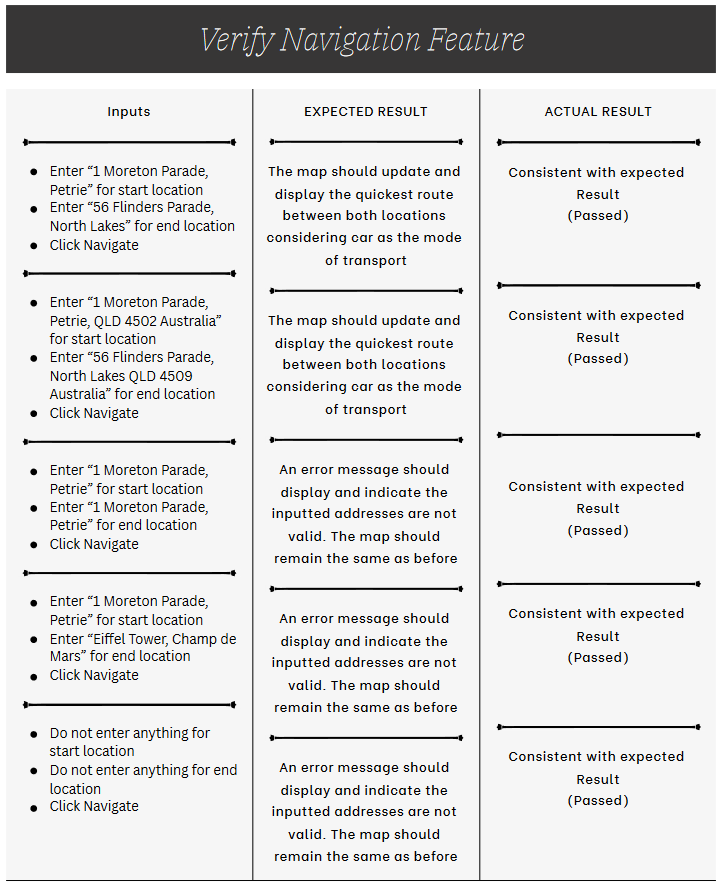 Verify Navigation Feature
Inputs
● Enter “1 Moreton Parade,
Petrie” for start location
● Enter “56 Flinders Parade,
North Lakes” for end location
● Click Navigate
● Enter “1 Moreton Parade,
Petrie, QLD 4502 Australia”
for start location
● Enter “56 Flinders Parade,
North Lakes QLD 4509
Australia” for end location
● Click Navigate
● Enter “1 Moreton Parade,
Petrie” for start location
● Enter “1 Moreton Parade,
Petrie” for end location
● Click Navigate
● Enter “1 Moreton Parade,
Petrie” for start location
● Enter “Eiffel Tower, Champ de
Mars” for end location
● Click Navigate
● Do not enter anything for
start location
● Do not enter anything for end
location
● Click Navigate
EXPECTED RESULT
The map should update and
display the quickest route
between both locations
considering car as the mode
of transport
The map should update and
display the quickest route
between both locations
considering car as the mode
of transport
An error message should
display and indicate the
inputted addresses are not
valid. The map should
remain the same as before
An error message should
display and indicate the
inputted addresses are not
valid. The map should
remain the same as before
An error message should
display and indicate the
inputted addresses are not
valid. The map should
remain the same as before
ACTUAL RESULT
Consistent with expected
Result
(Passed)
Consistent with expected
Result
(Passed)
Consistent with expected
Result
(Passed)
Consistent with expected
Result
(Passed)
Consistent with expected
Result
(Passed)